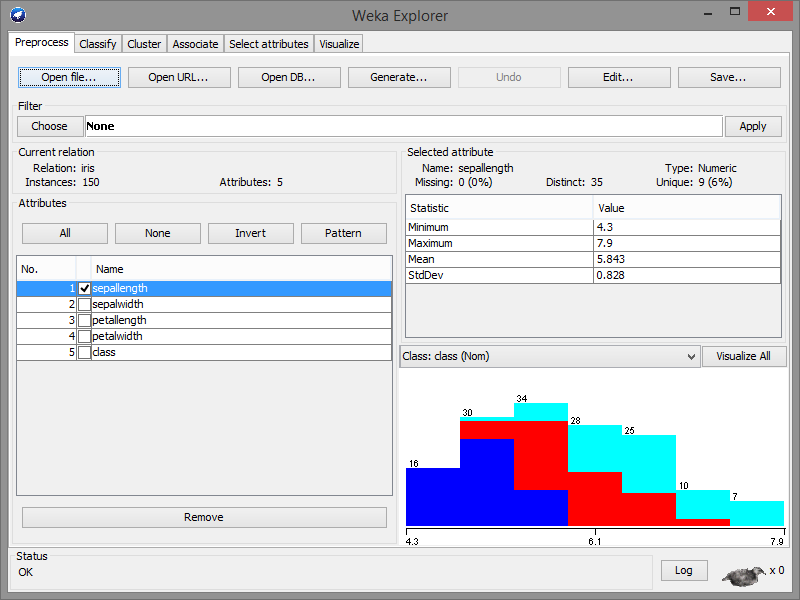 Weka Explorer
Preprocess Classify Cluster Associate Select attributes Visualize
Open file... Open URL... Open DB... Generate... Undo Edit... Save...
Filter
Choose None Apply
Current relation
Relation: iris
Instances: 150 Attributes: 5
Attributes
All None Invert Pattern
No. Name
1 sepallength
2 sepalwidth
3 petallength
4 petalwidth
5 class
Remove
Selected attribute
Name: sepallength Type: Numeric
Missing: 0 (0%) Distinct: 35 Unique: 9 (6%)
Statistic Value
Minimum 4.3
Maximum 7.9
Mean 5.843
StdDev 0.828
Class: class (Nom) Visualize All
16 30 34 28 25 10 7
4.3 6.1 7.9
Status
OK
Log x 0